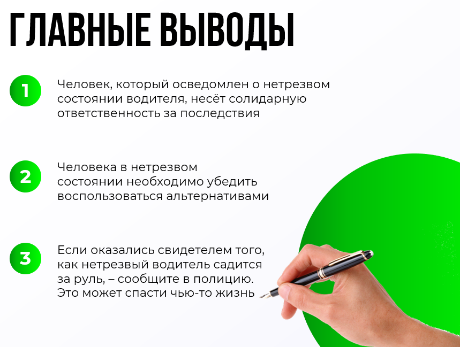 ГЛАВНЫЕ ВЫВОДЫ
1
Человек, который осведомлен о нетрезвом
состоянии водителя, несёт солидарную
ответственность за последствия
2
Человека в нетрезвом
состоянии необходимо убедить
воспользоваться альтернативами
3
Если оказались свидетелем того,
как нетрезвый водитель садится
за руль, – сообщите в полицию.
Это может спасти чью-то жизнь